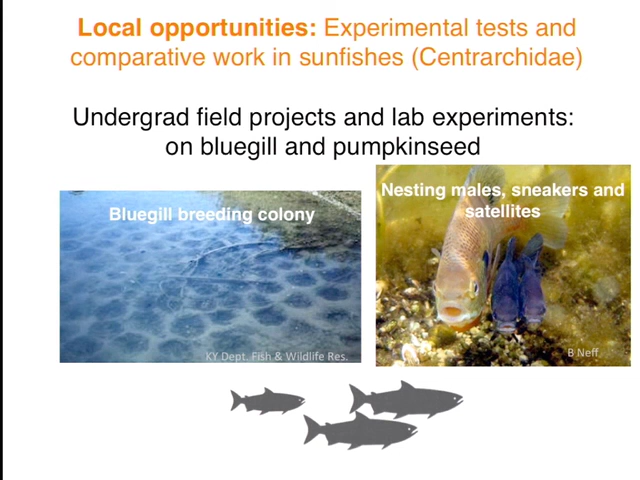 Local opportunities: Experimental tests and
comparative work in sunfishes (Centrarchidae)
Undergrad field projects and lab experiments:
on bluegill and pumpkinseed
Bluegill breeding colony
KY Dept. Fish & Wildlife Res.
Nesting males, sneakers and
satellites
B Neff